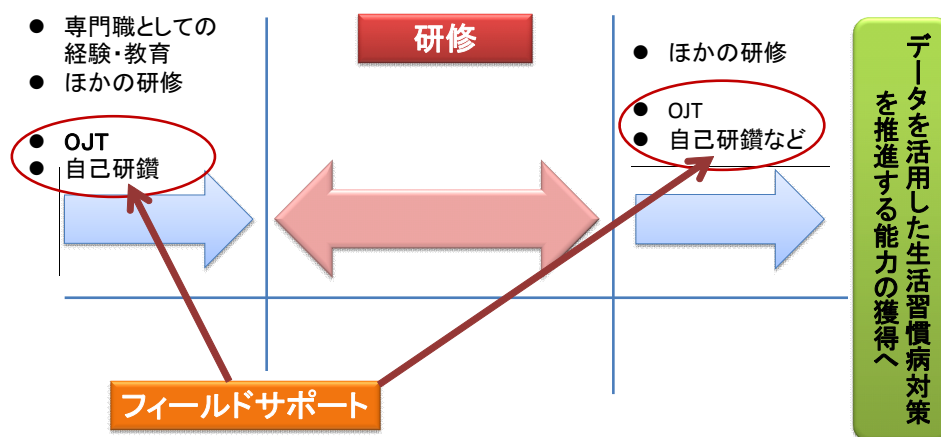 専門職としての
経験・教育
ほかの研修
OJT
自己研鑽
研修
ほかの研修
OJT
自己研鑽など
フィールドサポート
データを活用した生活習慣病対策
を推進する能力の獲得へ